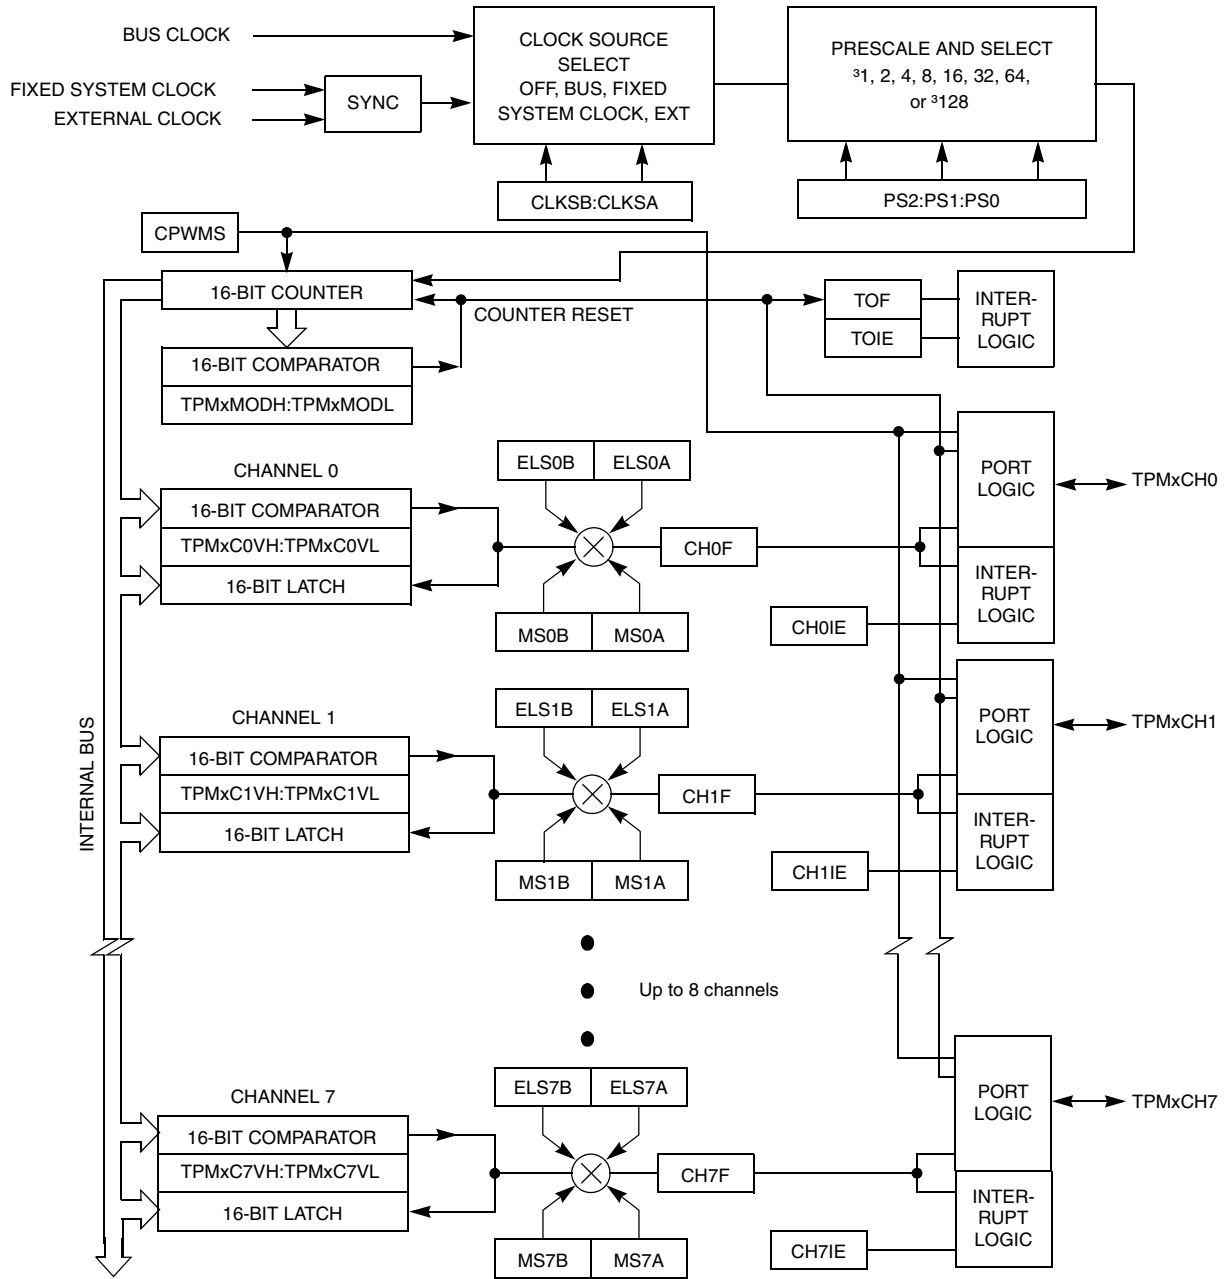 BUS CLOCK
FIXED SYSTEM CLOCK
EXTERNAL CLOCK
SYNC
CLOCK SOURCE
SELECT
OFF, BUS, FIXED
SYSTEM CLOCK, EXT
PRESCALE AND SELECT
³1, 2, 4, 8, 16, 32, 64,
or ³128
CLKSB:CLKSA
PS2:PS1:PS0
CPWMS
16-BIT COUNTER
COUNTER RESET
TOF
TOIE
INTER-
RUPT
LOGIC
16-BIT COMPARATOR
TPMxMODH:TPMxMODL
CHANNEL 0
16-BIT COMPARATOR
TPMxC0VH:TPMxC0VL
16-BIT LATCH
ELS0B
ELS0A
MS0B
MS0A
CH0F
CH0IE
PORT
LOGIC
INTER-
RUPT
LOGIC
TPMxCH0
INTERNAL BUS
CHANNEL 1
16-BIT COMPARATOR
TPMxC1VH:TPMxC1VL
16-BIT LATCH
ELS1B
ELS1A
MS1B
MS1A
CH1F
CH1IE
PORT
LOGIC
INTER-
RUPT
LOGIC
TPMxCH1
Up to 8 channels
CHANNEL 7
16-BIT COMPARATOR
TPMxC7VH:TPMxC7VL
16-BIT LATCH
ELS7B
ELS7A
MS7B
MS7A
CH7F
CH7IE
PORT
LOGIC
INTER-
RUPT
LOGIC
TPMxCH7